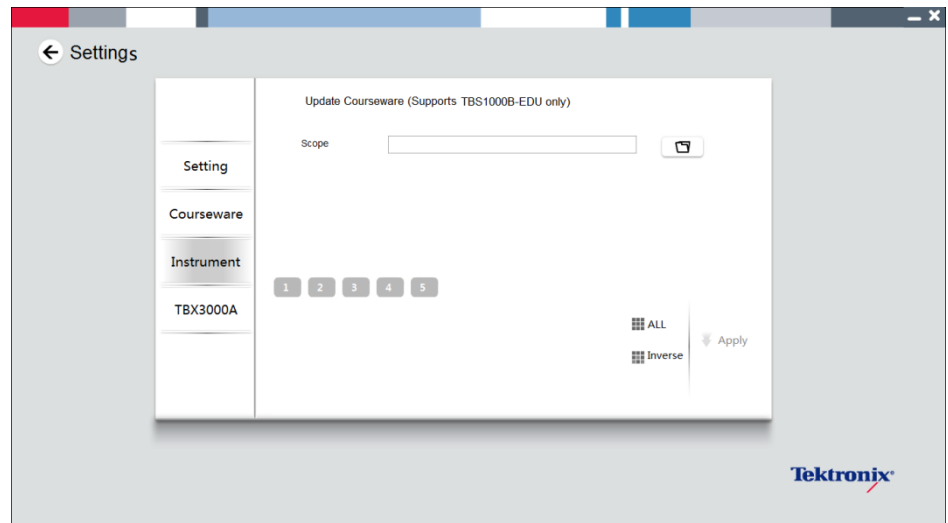 Settings
Update Courseware (Supports TBS1000B-EDU only)
Scope
Setting
Courseware
Instrument
TBX3000A
1 2 3 4 5
ALL
Inverse
Apply
Tektronix